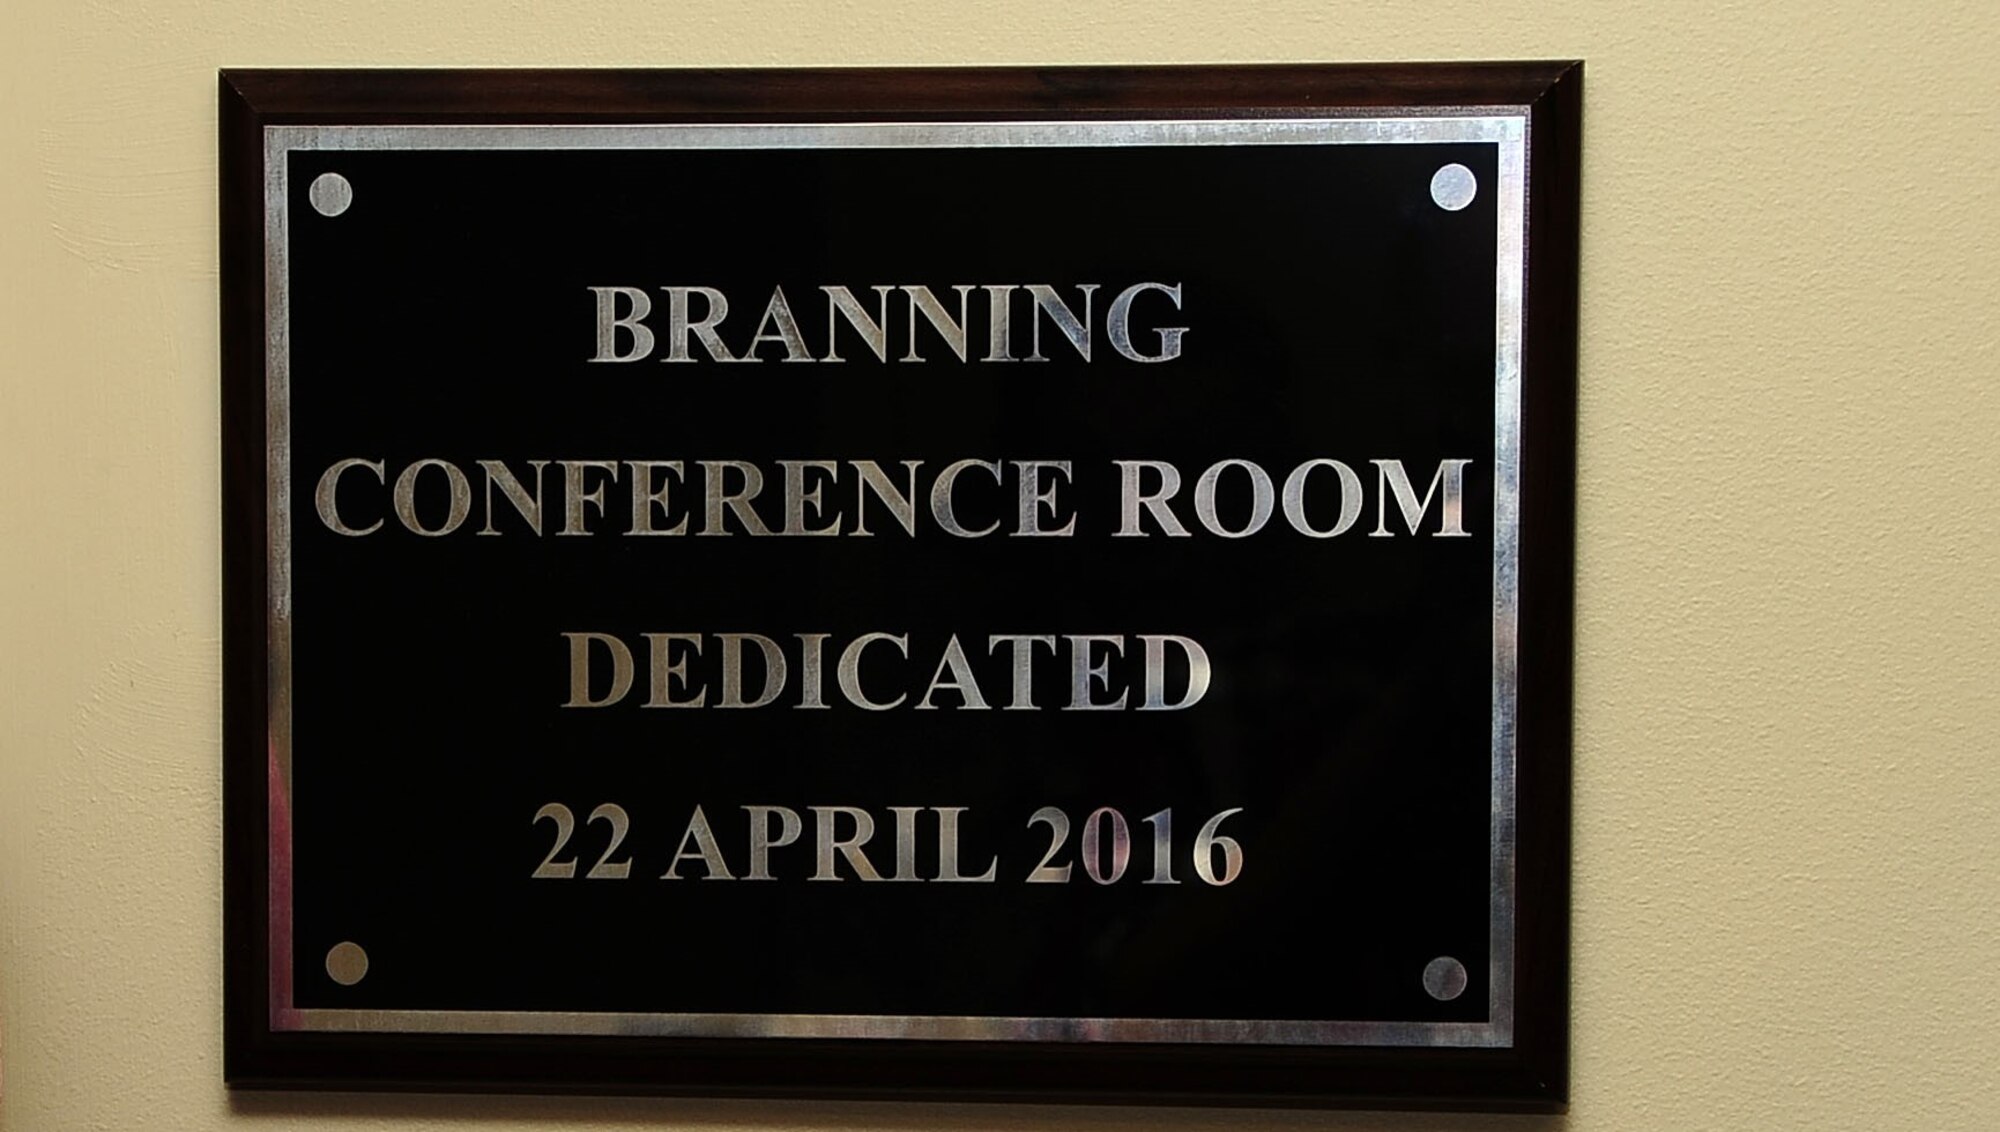 BRANNING
CONFERENCE ROOM
DEDICATED
22 APRIL 2016